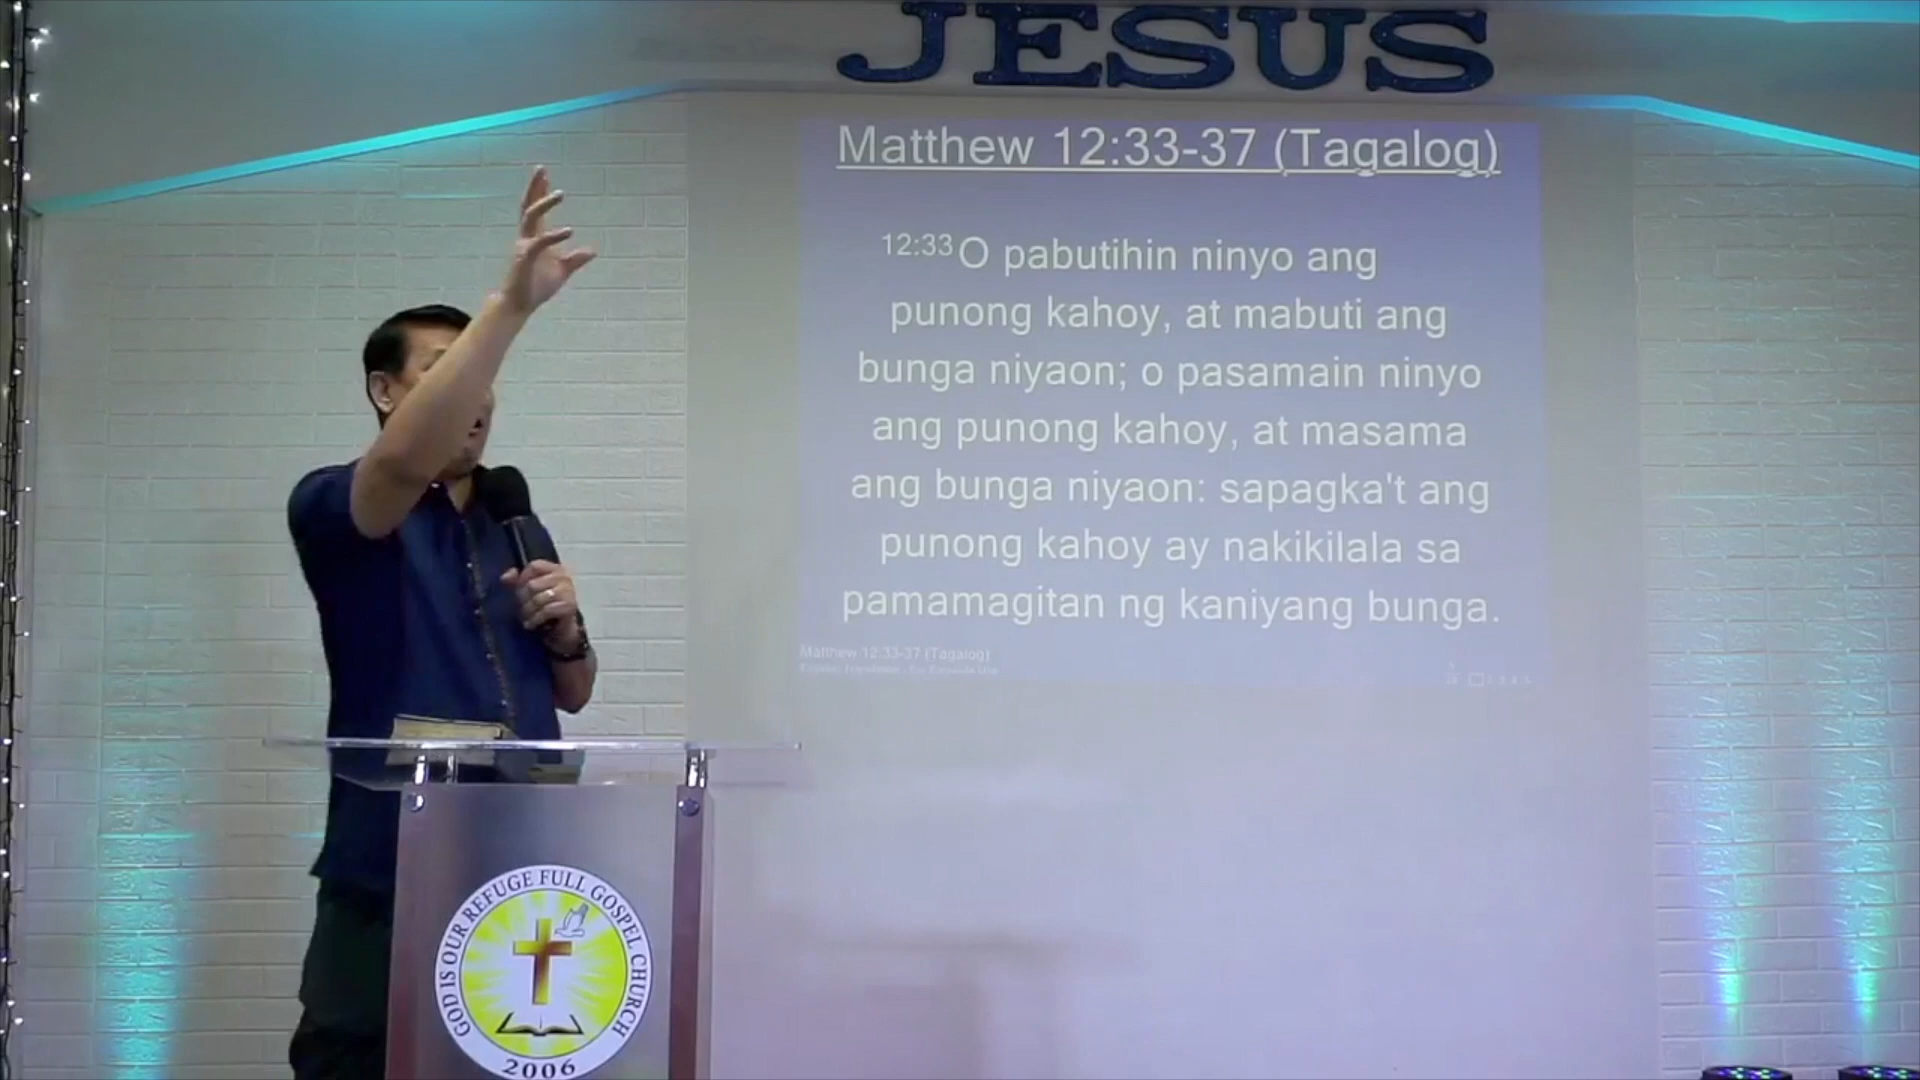 JESUS
Matthew 12:33-37 (Tagalog)
12:33 O pabutihin ninyo ang
punong kahoy, at mabuti ang
bunga niyaon; o pasamain ninyo
ang punong kahoy, at masama
ang bunga niyaon: sapagka't ang
punong kahoy ay nakikilala sa
pamamagitan ng kaniyang bunga.
Matthew 12:33-37 (Tagalog)
GOD IS OUR REFUGE FULL GOSPEL CHURCH
2006